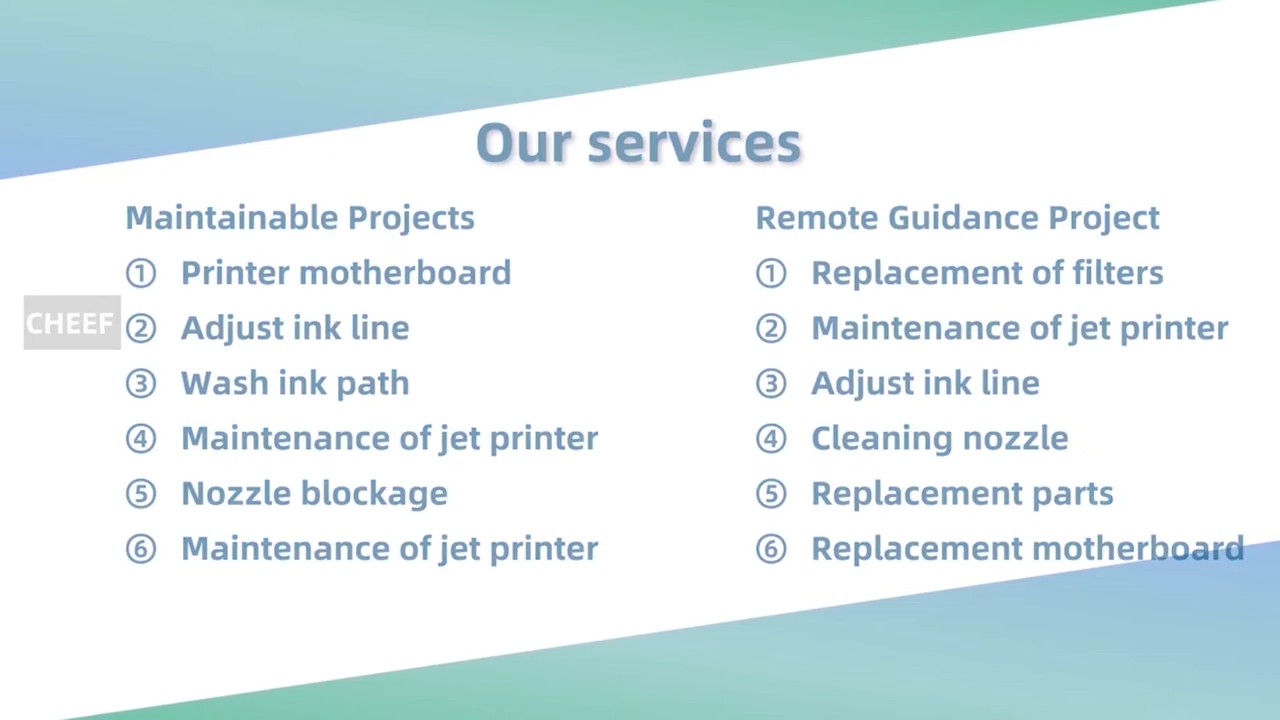 Our services
Maintainable Projects
① Printer motherboard
② Adjust ink line
③ Wash ink path
④ Maintenance of jet printer
⑤ Nozzle blockage
⑥ Maintenance of jet printer
Remote Guidance Project
① Replacement of filters
② Maintenance of jet printer
③ Adjust ink line
④ Cleaning nozzle
⑤ Replacement parts
⑥ Replacement motherboard
CHEEF